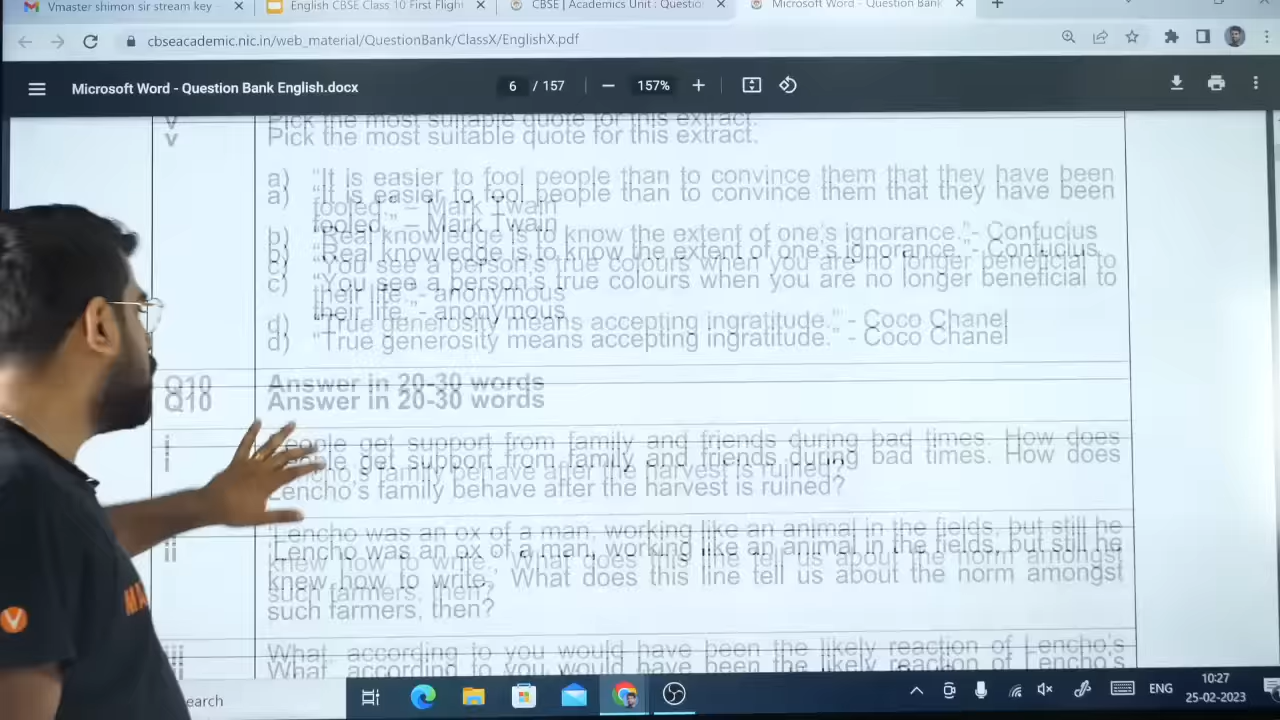 Vmaster shimon sir stream key
English CBSE Class 10 First Flight
CBSE | Academics Unit : Questio
Microsoft Word - Question Bank
cbseacademic.nic.in/web_material/QuestionBank/ClassX/EnglishX.pdf
Microsoft Word - Question Bank English.docx
6 / 157
157%
v Pick the most suitable quote for this extract.
a) "It is easier to fool people than to convince them that they have been
fooled." – Mark Twain
b) "Real knowledge is to know the extent of one's ignorance."- Confucius
c) "You see a person's true colours when you are no longer beneficial to
their life."- anonymous
d) "True generosity means accepting ingratitude." - Coco Chanel
Q10 Answer in 20-30 words
i People get support from family and friends during bad times. How does
Lencho's family behave after the harvest is ruined?
ii 'Lencho was an ox of a man, working like an animal in the fields, but still he
knew how to write.' What does this line tell us about the norm amongst
such farmers, then?
iii What according to you would have been the likely reaction of Lencho's
earch
ENG
10:27
25-02-2023